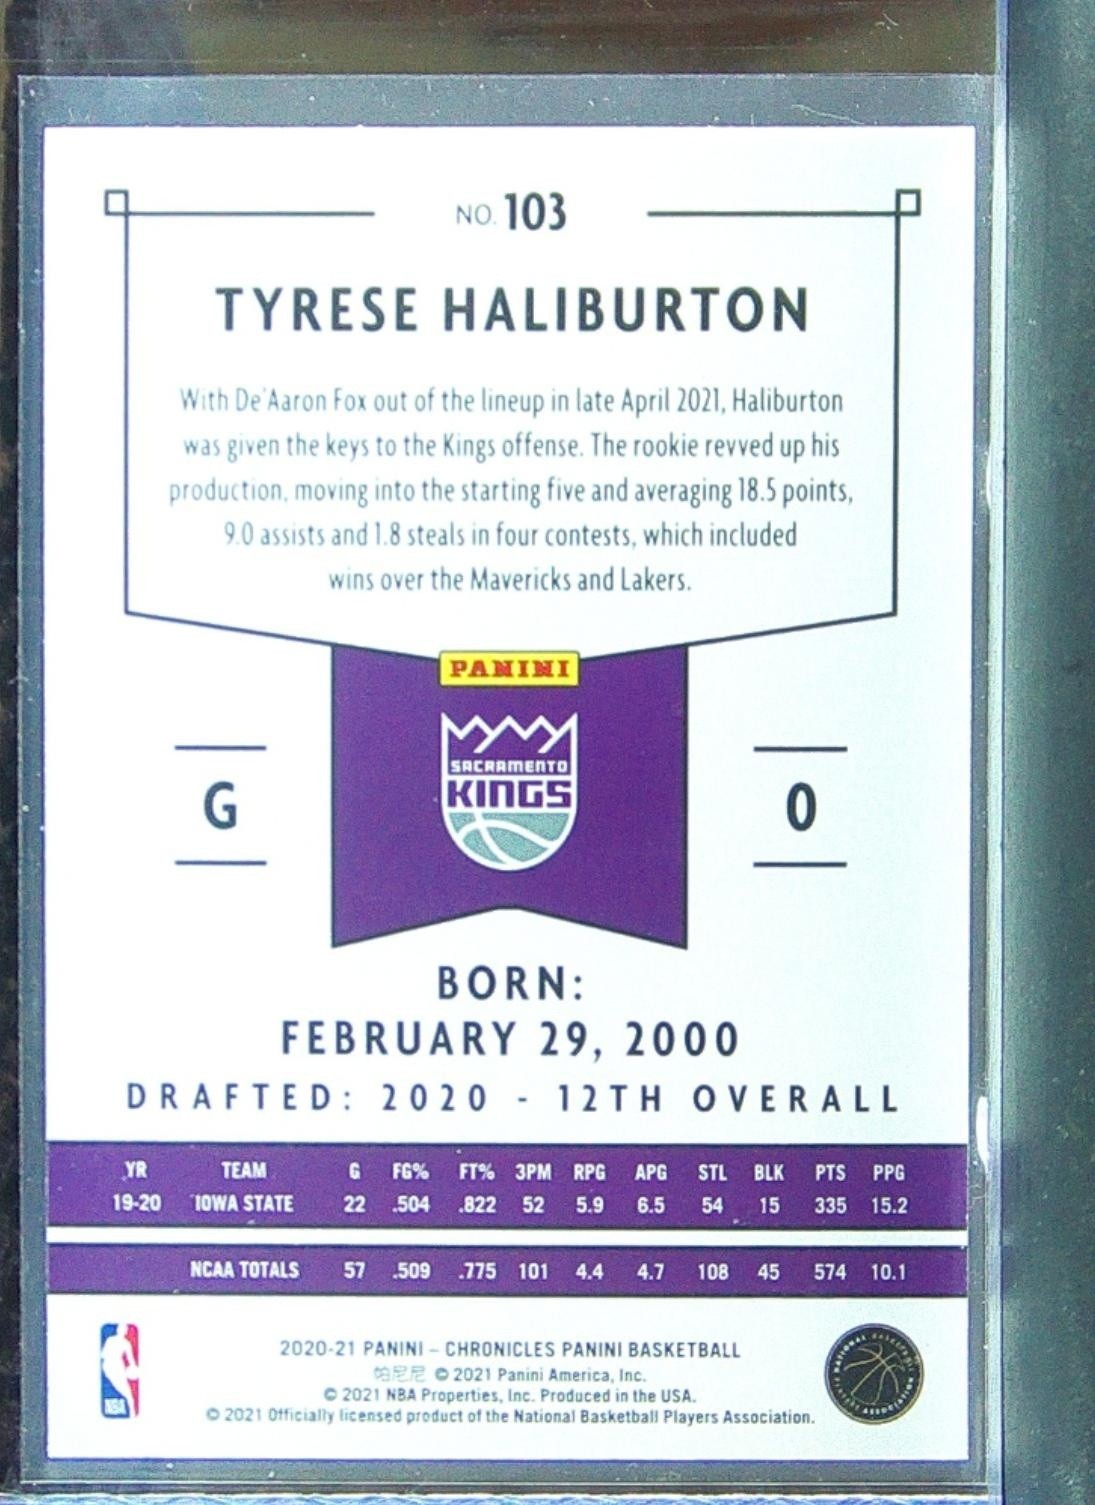 NO. 103
TYRESE HALIBURTON
With De'Aaron Fox out of the lineup in late April 2021, Haliburton
was given the keys to the Kings offense. The rookie revved up his
production, moving into the starting five and averaging 18.5 points,
9.0 assists and 1.8 steals in four contests, which included
wins over the Mavericks and Lakers.
PANINI
SACRAMENTO
KINGS
G
0
BORN:
FEBRUARY 29, 2000
DRAFTED: 2020 - 12TH OVERALL
YR TEAM G FG% FT% 3PM RPG APG STL BLK PTS PPG
19-20 IOWA STATE 22 .504 .822 52 5.9 6.5 54 15 335 15.2
NCAA TOTALS 57 .509 .775 101 4.4 4.7 108 45 574 10.1
2020-21 PANINI – CHRONICLES PANINI BASKETBALL
帕尼尼 © 2021 Panini America, Inc.
© 2021 NBA Properties, Inc. Produced in the USA.
© 2021 Officially licensed product of the National Basketball Players Association.
NBA
NATIONAL BASKETBALL PLAYERS ASSOCIATION